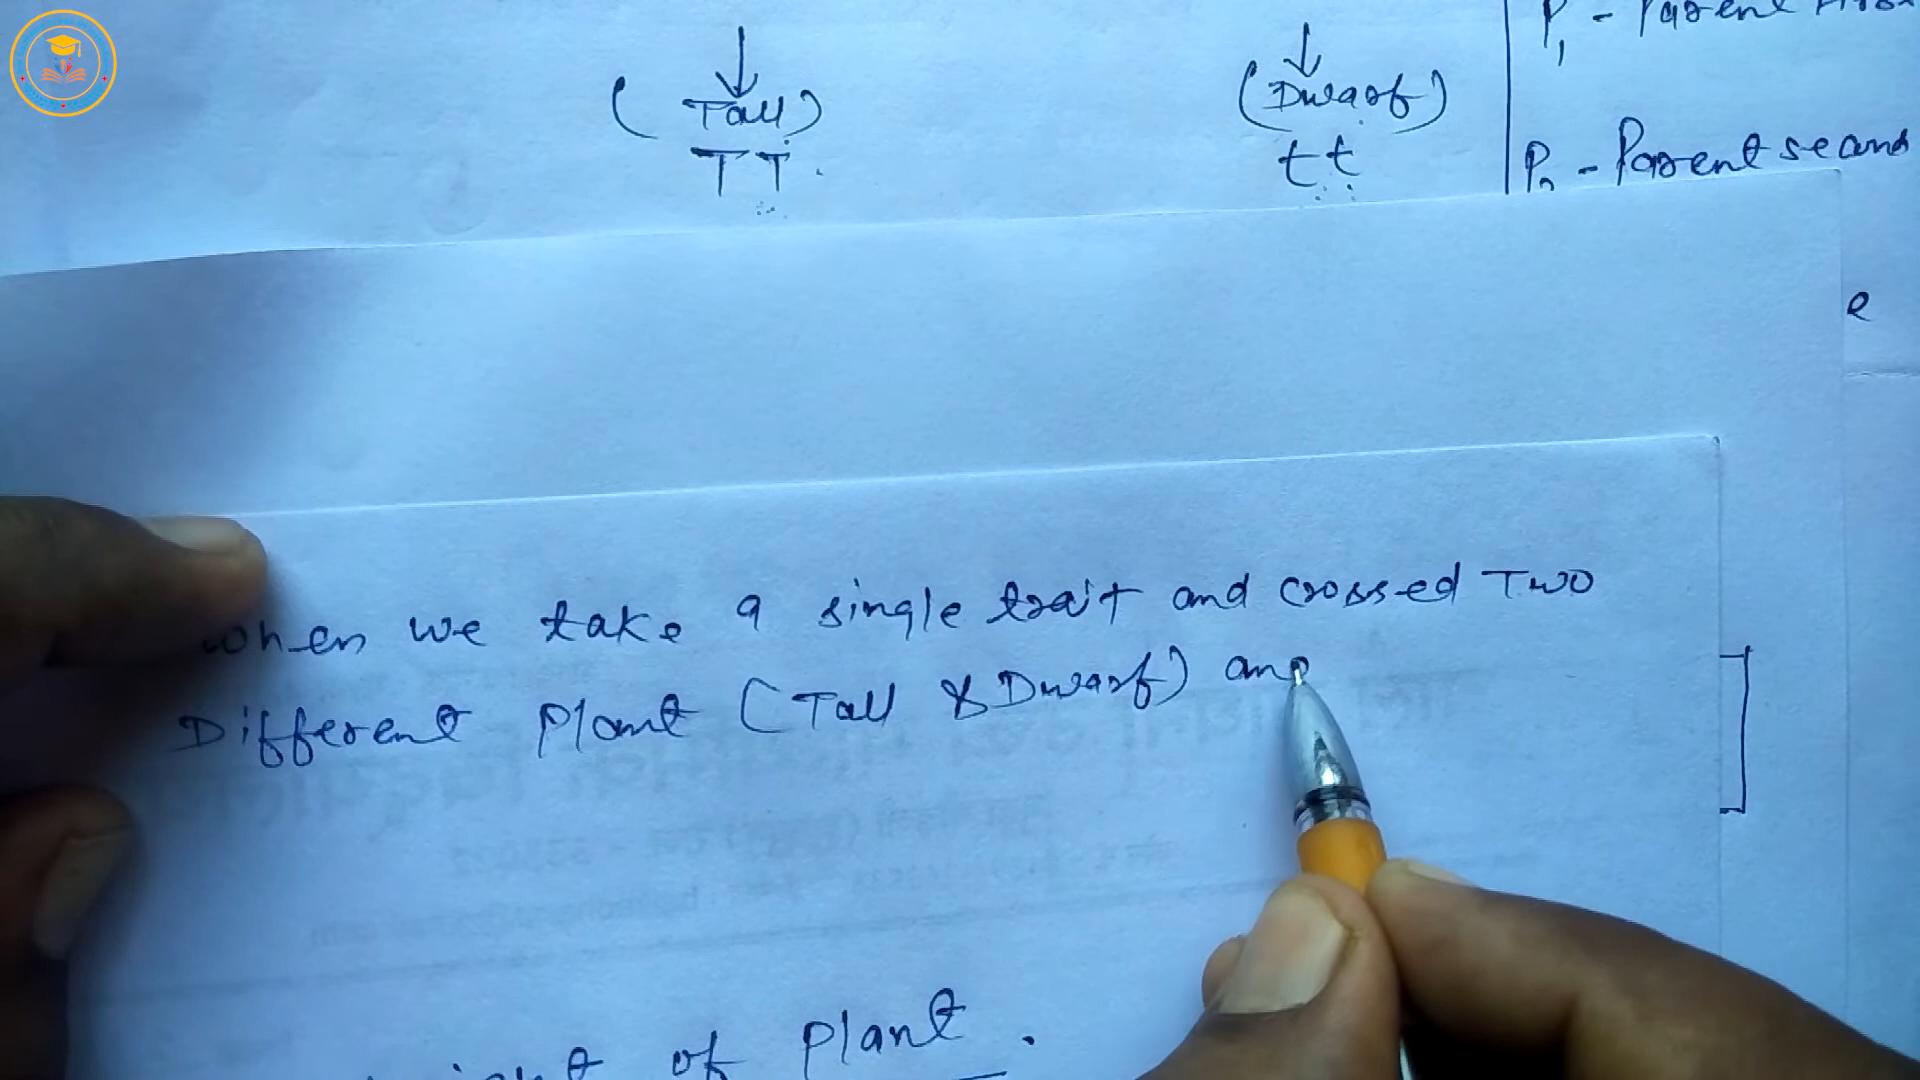 P1 - Parent
(Tall) (Dwarf)
TT tt
P2 - Parent second
e
When we take a single trait and crossed Two
Different Plant (Tall & Dwarf) and
of Plant.